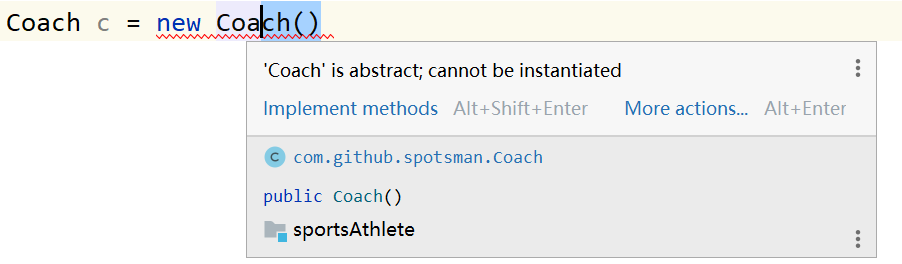 Coach c = new Coach()
'Coach' is abstract; cannot be instantiated
Implement methods Alt+Shift+Enter More actions... Alt+Enter
C com.github.spotsman.Coach
public Coach()
sportsAthlete